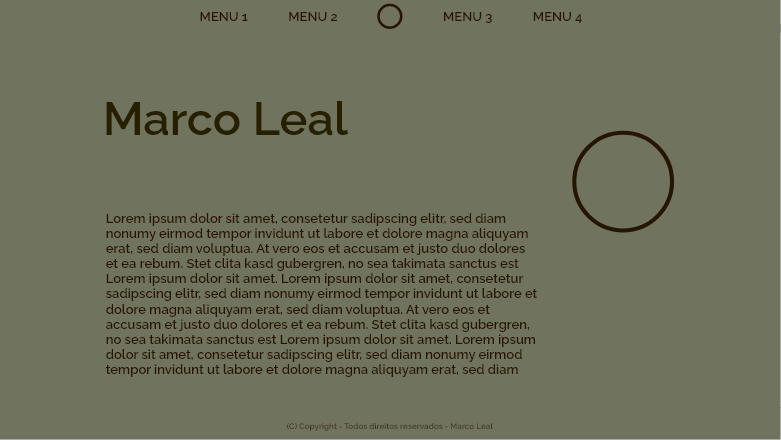 MENU 1 MENU 2 MENU 3 MENU 4
Marco Leal
Lorem ipsum dolor sit amet, consetetur sadipscing elitr, sed diam
nonumy eirmod tempor invidunt ut labore et dolore magna aliquyam
erat, sed diam voluptua. At vero eos et accusam et justo duo dolores
et ea rebum. Stet clita kasd gubergren, no sea takimata sanctus est
Lorem ipsum dolor sit amet. Lorem ipsum dolor sit amet, consetetur
sadipscing elitr, sed diam nonumy eirmod tempor invidunt ut labore et
dolore magna aliquyam erat, sed diam voluptua. At vero eos et
accusam et justo duo dolores et ea rebum. Stet clita kasd gubergren,
no sea takimata sanctus est Lorem ipsum dolor sit amet. Lorem ipsum
dolor sit amet, consetetur sadipscing elitr, sed diam nonumy eirmod
tempor invidunt ut labore et dolore magna aliquyam erat, sed diam
(C) Copyright - Todos direitos reservados - Marco Leal